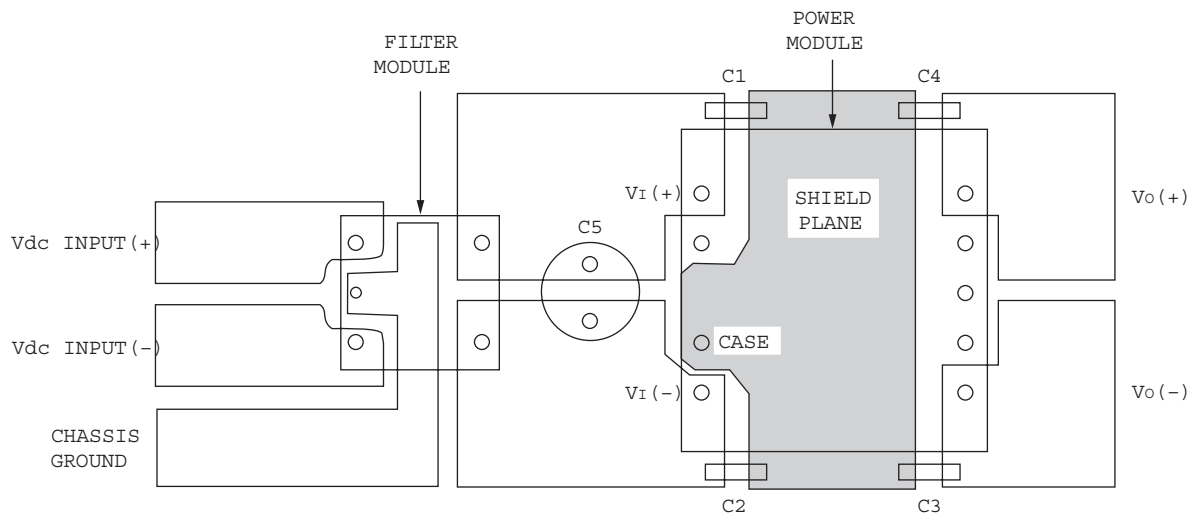 POWER
MODULE
FILTER
MODULE
C1
C4
VI(+)
SHIELD
PLANE
VO(+)
C5
Vdc INPUT(+)
CASE
Vdc INPUT(−)
VI(−)
VO(−)
CHASSIS
GROUND
C2
C3